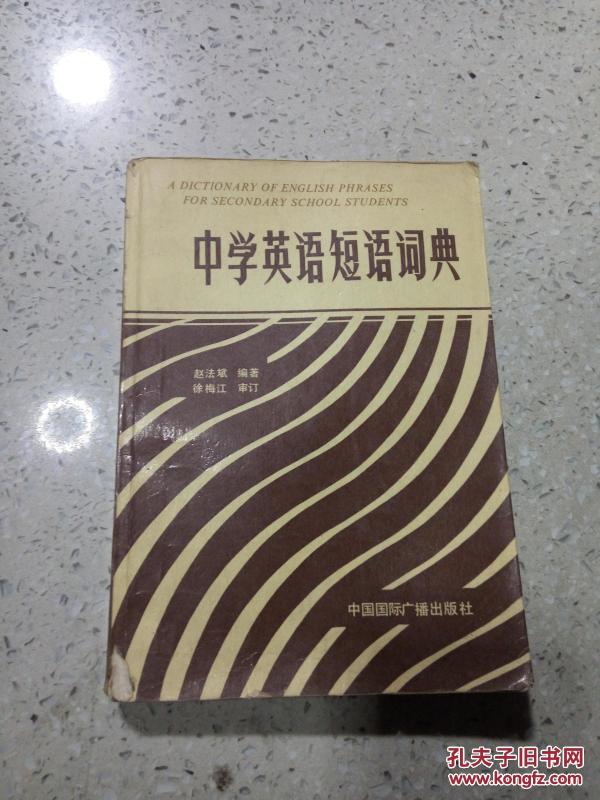 A DICTIONARY OF ENGLISH PHRASES
FOR SECONDARY SCHOOL STUDENTS
中学英语短语词典
赵法斌 编著
徐梅江 审订
中国国际广播出版社
孔夫子旧书网
www.kongfz.com